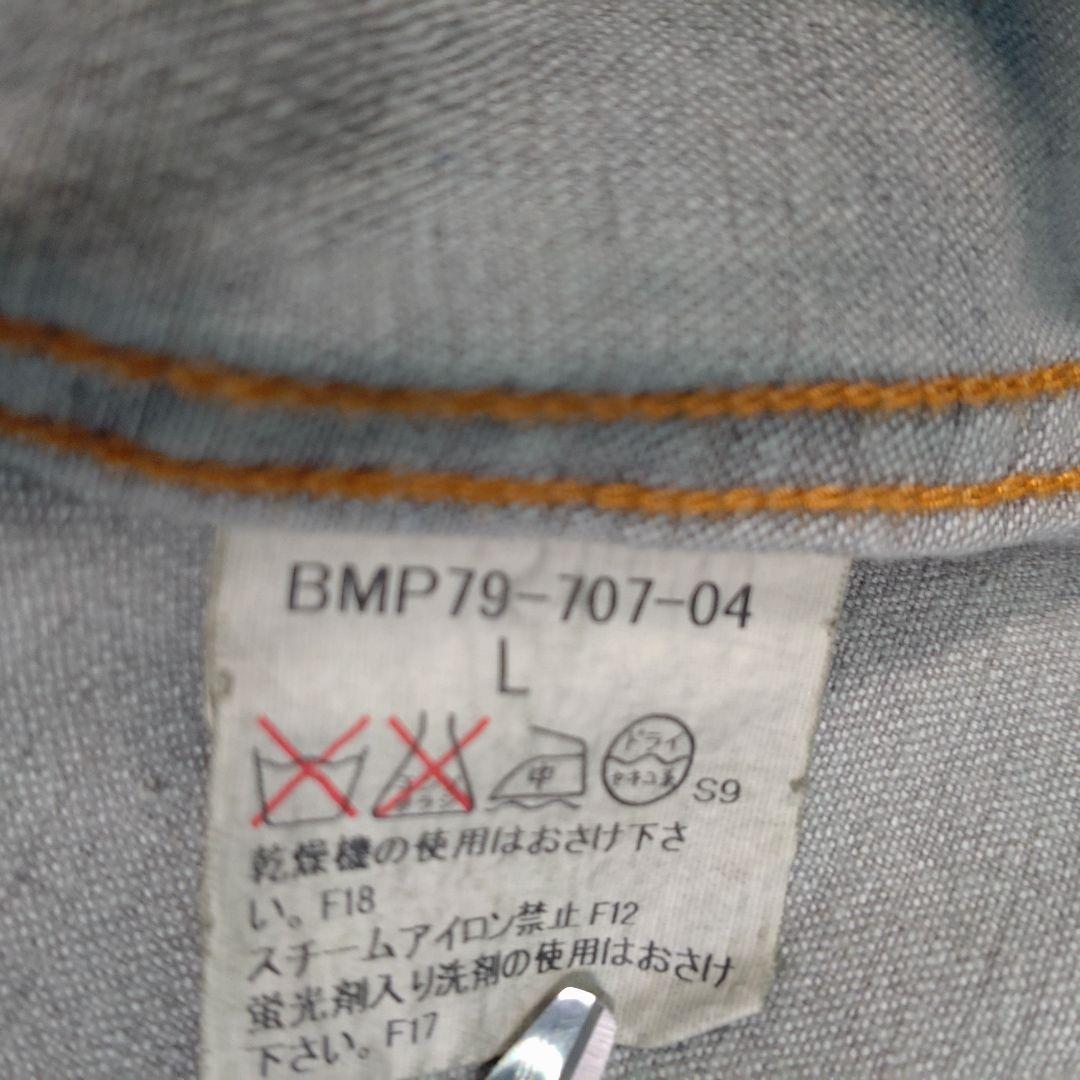 BMP79-707-04
L
中
ドライ
セキユ系
S9
乾燥機の使用はおさけ下さ
い。F18
スチームアイロン禁止 F12
蛍光剤入り洗剤の使用はおさけ
下さい。F17